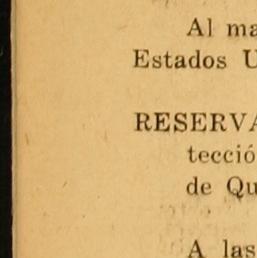 Al ma
Estados U
RESERVA
tecció
de Qu
A las